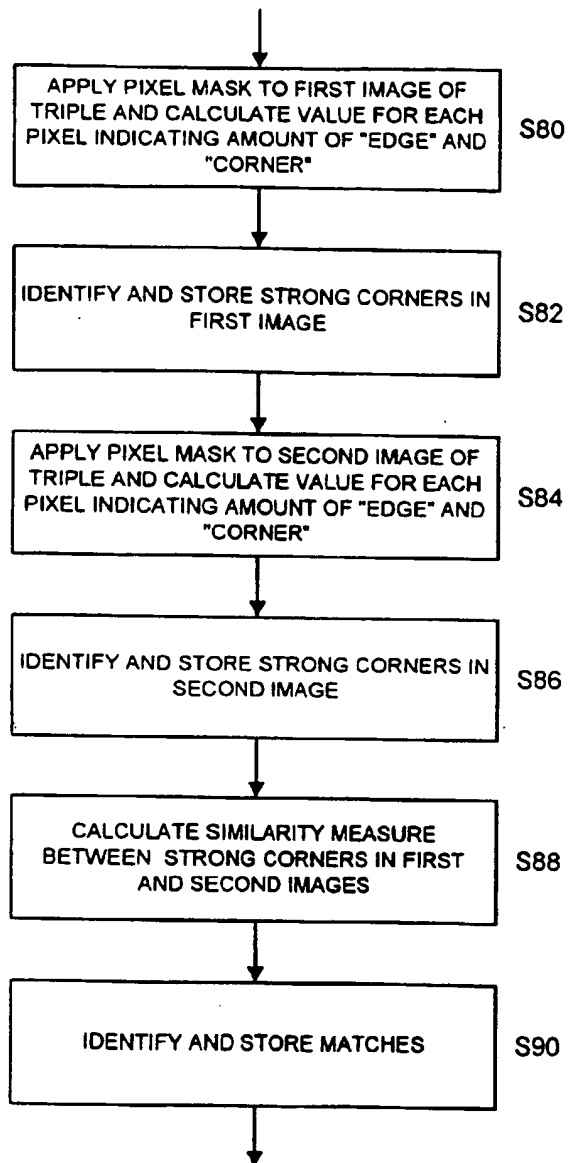 APPLY PIXEL MASK TO FIRST IMAGE OF
TRIPLE AND CALCULATE VALUE FOR EACH
PIXEL INDICATING AMOUNT OF "EDGE" AND
"CORNER"
S80
IDENTIFY AND STORE STRONG CORNERS IN
FIRST IMAGE
S82
APPLY PIXEL MASK TO SECOND IMAGE OF
TRIPLE AND CALCULATE VALUE FOR EACH
PIXEL INDICATING AMOUNT OF "EDGE" AND
"CORNER"
S84
IDENTIFY AND STORE STRONG CORNERS IN
SECOND IMAGE
S86
CALCULATE SIMILARITY MEASURE
BETWEEN STRONG CORNERS IN FIRST
AND SECOND IMAGES
S88
IDENTIFY AND STORE MATCHES
S90